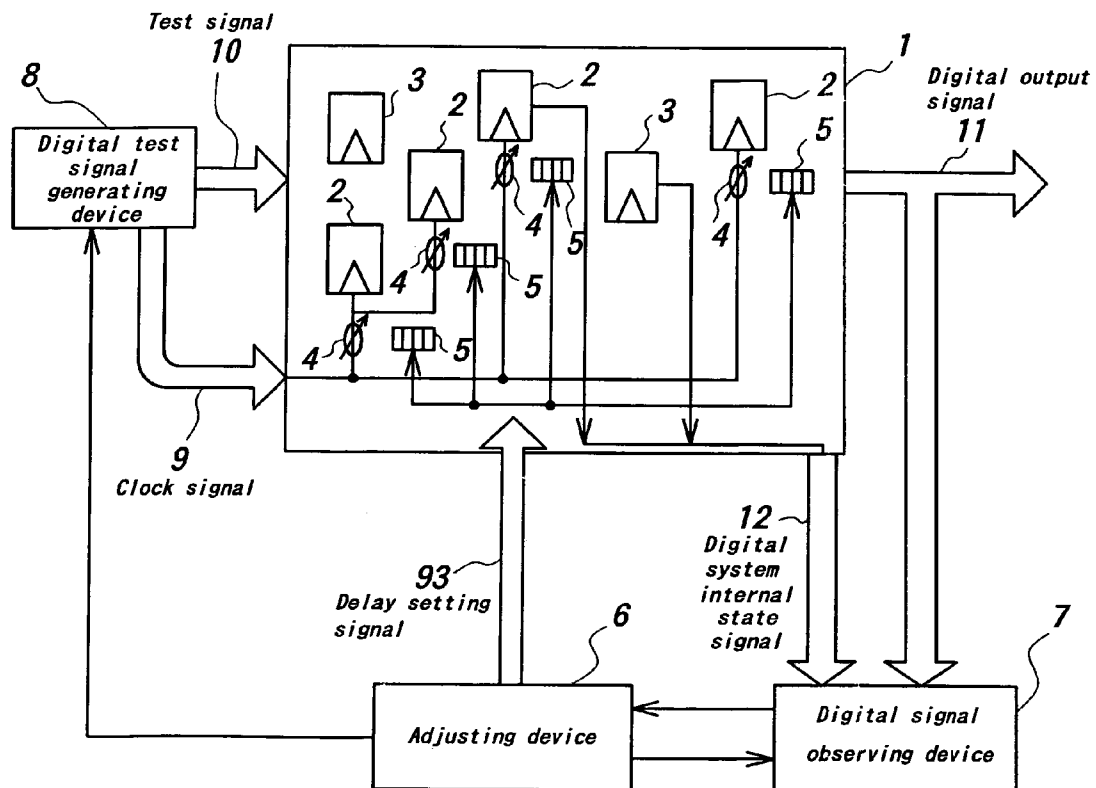 Test signal
10
8
Digital test
signal
generating
device
1
Digital output
signal
11
3
2
2
3
2
5
4
5
4
2
4
5
4
5
9
Clock signal
93
Delay setting
signal
12
Digital
system
internal
state
signal
6
Adjusting device
7
Digital signal
observing device